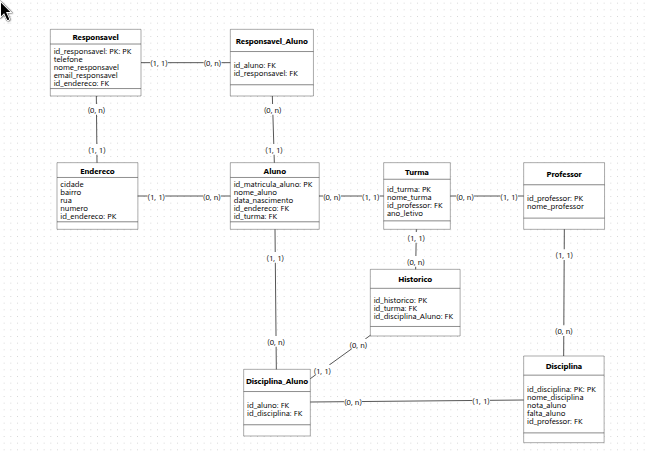 Responsavel
id_responsavel: PK: PK
telefone
nome_responsavel
email_responsavel
id_endereco: FK
(1, 1)
(0, n)
Responsavel_Aluno
id_aluno: FK
id_responsavel: FK
(0, n)
(1, 1)
(0, n)
(1, 1)
Endereco
cidade
bairro
rua
numero
id_endereco: PK
(1, 1)
(0, n)
Aluno
id_matricula_aluno: PK
nome_aluno
data_nascimento
id_endereco: FK
id_turma: FK
(0, n)
(1, 1)
Turma
id_turma: PK
nome_turma
id_professor: FK
ano_letivo
(0, n)
(1, 1)
Professor
id_professor: PK
nome_professor
(1, 1)
(0, n)
(1, 1)
(0, n)
(1, 1)
(0, n)
Historico
id_historico: PK
id_turma: FK
id_disciplina_Aluno: FK
(0, n)
(1, 1)
Disciplina_Aluno
id_aluno: FK
id_disciplina: FK
(0, n)
(1, 1)
Disciplina
id_disciplina: PK: PK
nome_disciplina
nota_aluno
falta_aluno
id_professor: FK